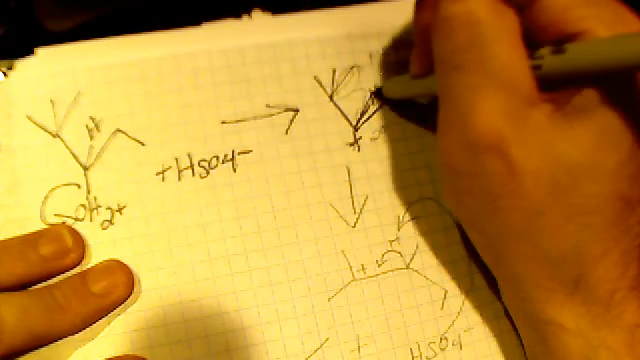 H
+HSO4-
OH2+
+
+ H
+ HSO4-